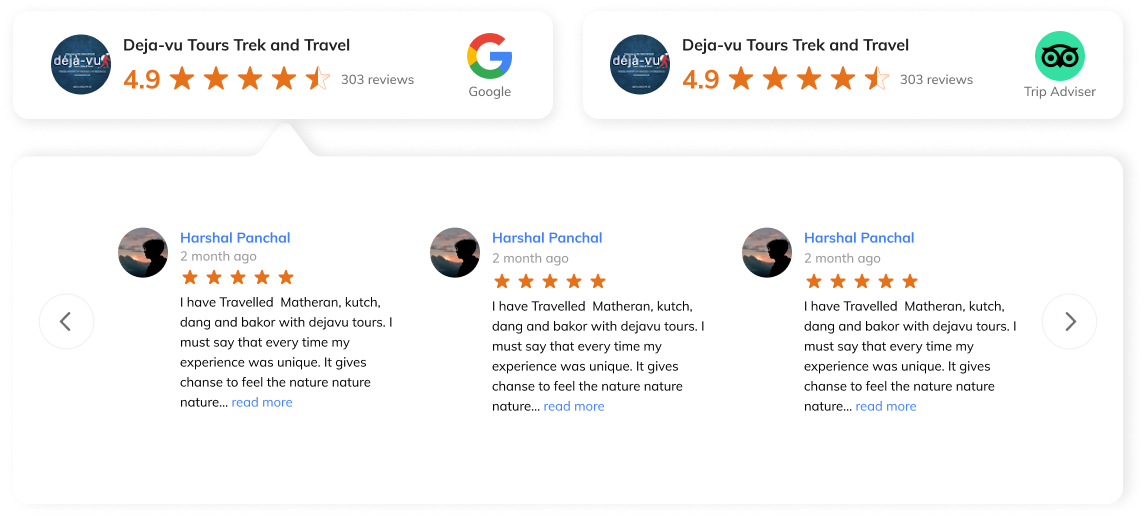 Deja-vu Tours Trek and Travel
déjà-vu
4.9
303 reviews
Google
Deja-vu Tours Trek and Travel
déjà-vu
4.9
303 reviews
Trip Adviser
Harshal Panchal
2 month ago
I have Travelled  Matheran, kutch,
dang and bakor with dejavu tours. I
must say that every time my
experience was unique. It gives
chanse to feel the nature nature
nature... read more
Harshal Panchal
2 month ago
I have Travelled  Matheran, kutch,
dang and bakor with dejavu tours. I
must say that every time my
experience was unique. It gives
chanse to feel the nature nature
nature... read more
Harshal Panchal
2 month ago
I have Travelled  Matheran, kutch,
dang and bakor with dejavu tours. I
must say that every time my
experience was unique. It gives
chanse to feel the nature nature
nature... read more